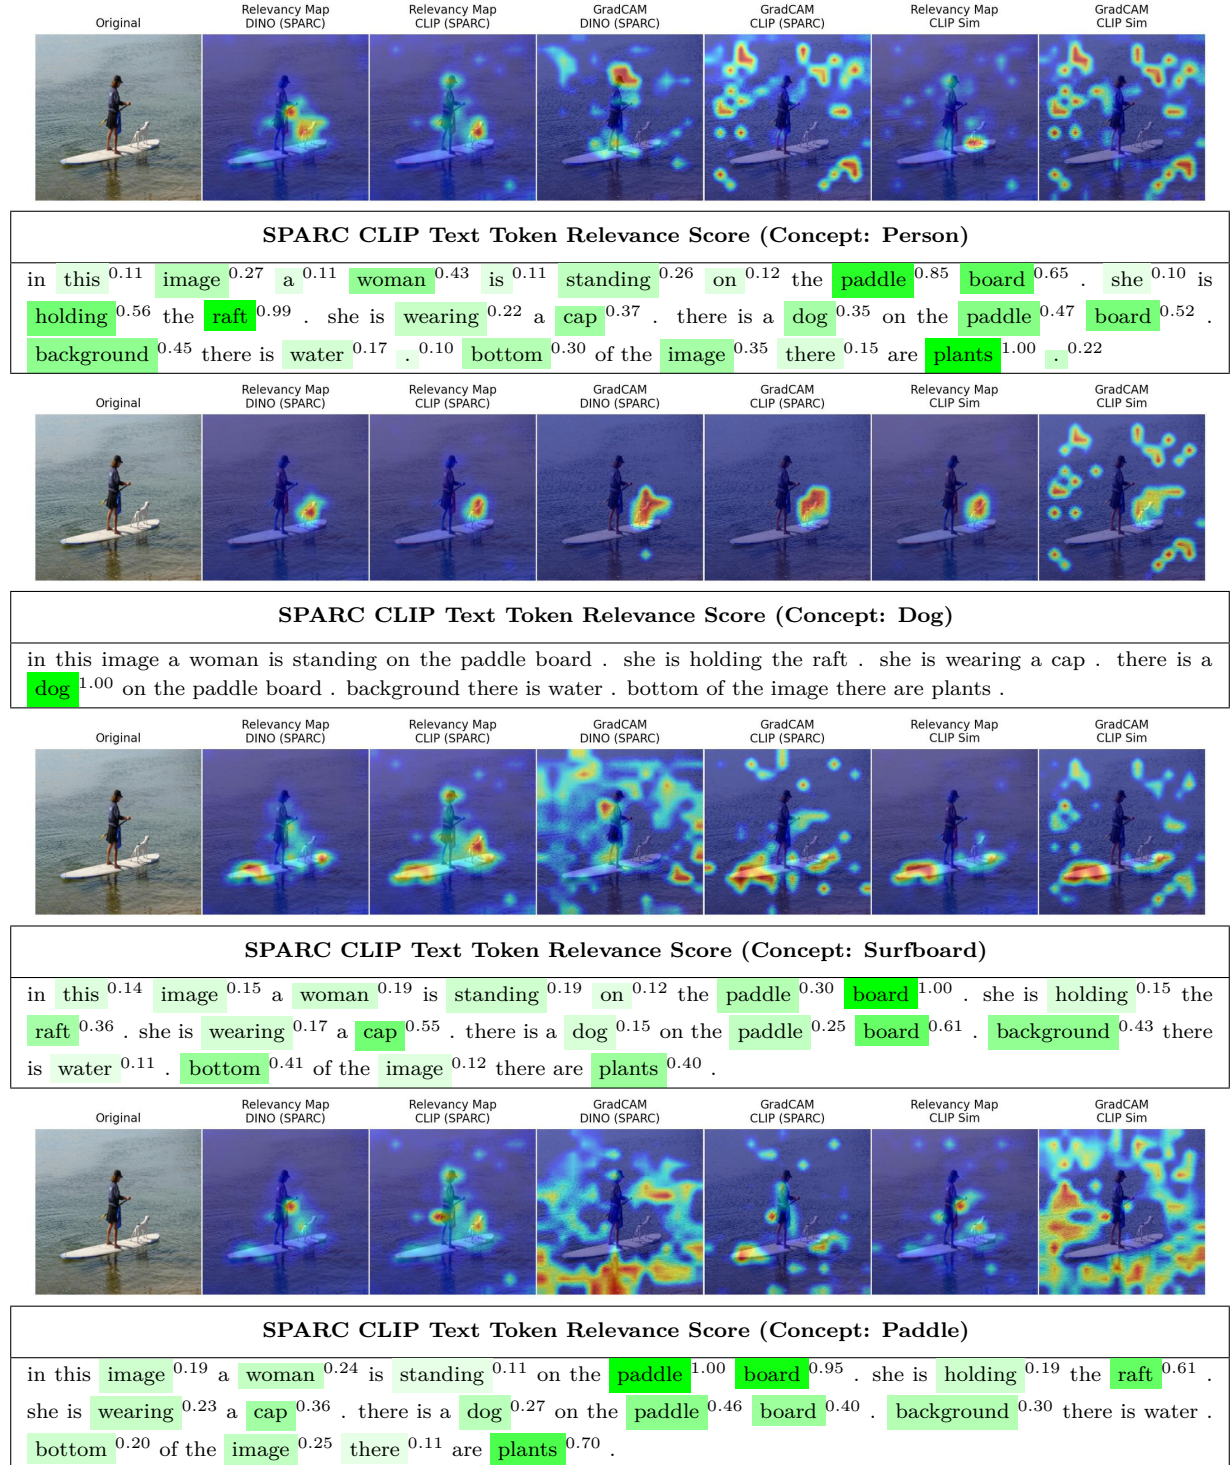 Original
Relevancy Map
DINO (SPARC)
Relevancy Map
CLIP (SPARC)
GradCAM
DINO (SPARC)
GradCAM
CLIP (SPARC)
Relevancy Map
CLIP Sim
GradCAM
CLIP Sim
SPARC CLIP Text Token Relevance Score (Concept: Person)
in this 0.11 image 0.27 a 0.11 woman 0.43 is 0.11 standing 0.26 on 0.12 the paddle 0.85 board 0.65 . she 0.10 is
holding 0.56 the raft 0.99 . she is wearing 0.22 a cap 0.37 . there is a dog 0.35 on the paddle 0.47 board 0.52 .
background 0.45 there is water 0.17 . 0.10 bottom 0.30 of the image 0.35 there 0.15 are plants 1.00 . 0.22
Original
Relevancy Map
DINO (SPARC)
Relevancy Map
CLIP (SPARC)
GradCAM
DINO (SPARC)
GradCAM
CLIP (SPARC)
Relevancy Map
CLIP Sim
GradCAM
CLIP Sim
SPARC CLIP Text Token Relevance Score (Concept: Dog)
in this image a woman is standing on the paddle board . she is holding the raft . she is wearing a cap . there is a
dog 1.00 on the paddle board . background there is water . bottom of the image there are plants .
Original
Relevancy Map
DINO (SPARC)
Relevancy Map
CLIP (SPARC)
GradCAM
DINO (SPARC)
GradCAM
CLIP (SPARC)
Relevancy Map
CLIP Sim
GradCAM
CLIP Sim
SPARC CLIP Text Token Relevance Score (Concept: Surfboard)
in this 0.14 image 0.15 a woman 0.19 is standing 0.19 on 0.12 the paddle 0.30 board 1.00 . she is holding 0.15 the
raft 0.36 . she is wearing 0.17 a cap 0.55 . there is a dog 0.15 on the paddle 0.25 board 0.61 . background 0.43 there
is water 0.11 . bottom 0.41 of the image 0.12 there are plants 0.40 .
Original
Relevancy Map
DINO (SPARC)
Relevancy Map
CLIP (SPARC)
GradCAM
DINO (SPARC)
GradCAM
CLIP (SPARC)
Relevancy Map
CLIP Sim
GradCAM
CLIP Sim
SPARC CLIP Text Token Relevance Score (Concept: Paddle)
in this image 0.19 a woman 0.24 is standing 0.11 on the paddle 1.00 board 0.95 . she is holding 0.19 the raft 0.61 .
she is wearing 0.23 a cap 0.36 . there is a dog 0.27 on the paddle 0.46 board 0.40 . background 0.30 there is water .
bottom 0.20 of the image 0.25 there 0.11 are plants 0.70 .